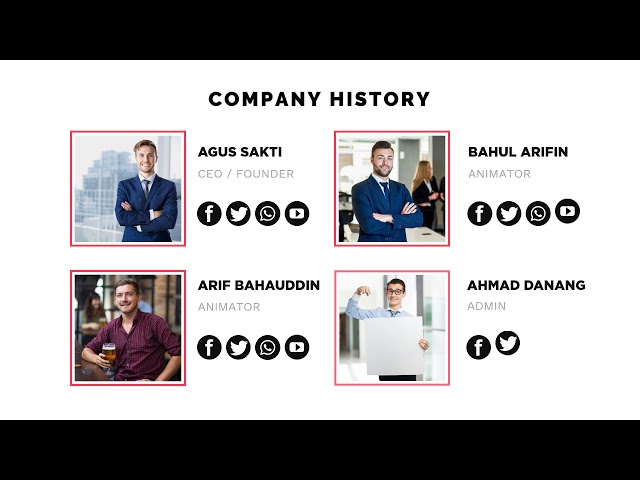 COMPANY HISTORY
AGUS SAKTI
CEO / FOUNDER
BAHUL ARIFIN
ANIMATOR
ARIF BAHAUDDIN
ANIMATOR
AHMAD DANANG
ADMIN